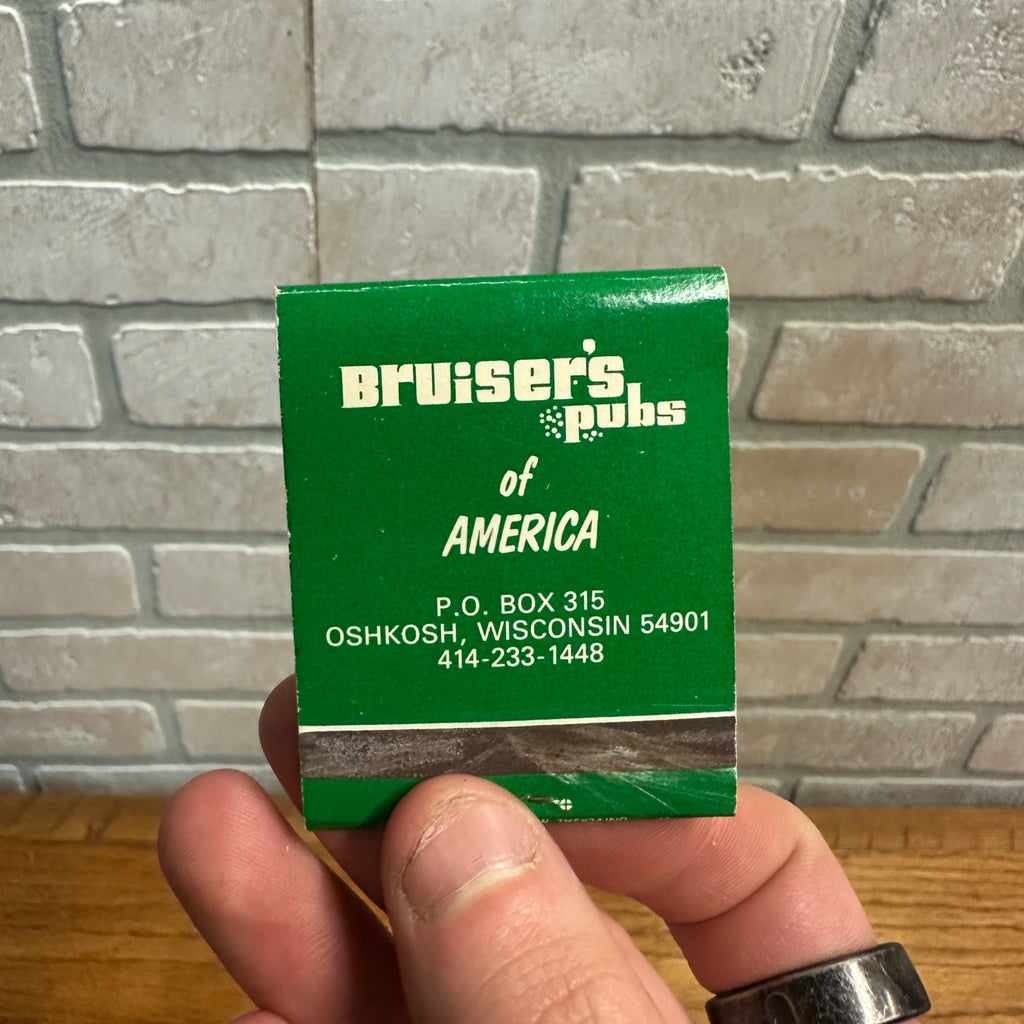 Bruiser's
pubs
of
AMERICA
P.O. BOX 315
OSHKOSH, WISCONSIN 54901
414-233-1448